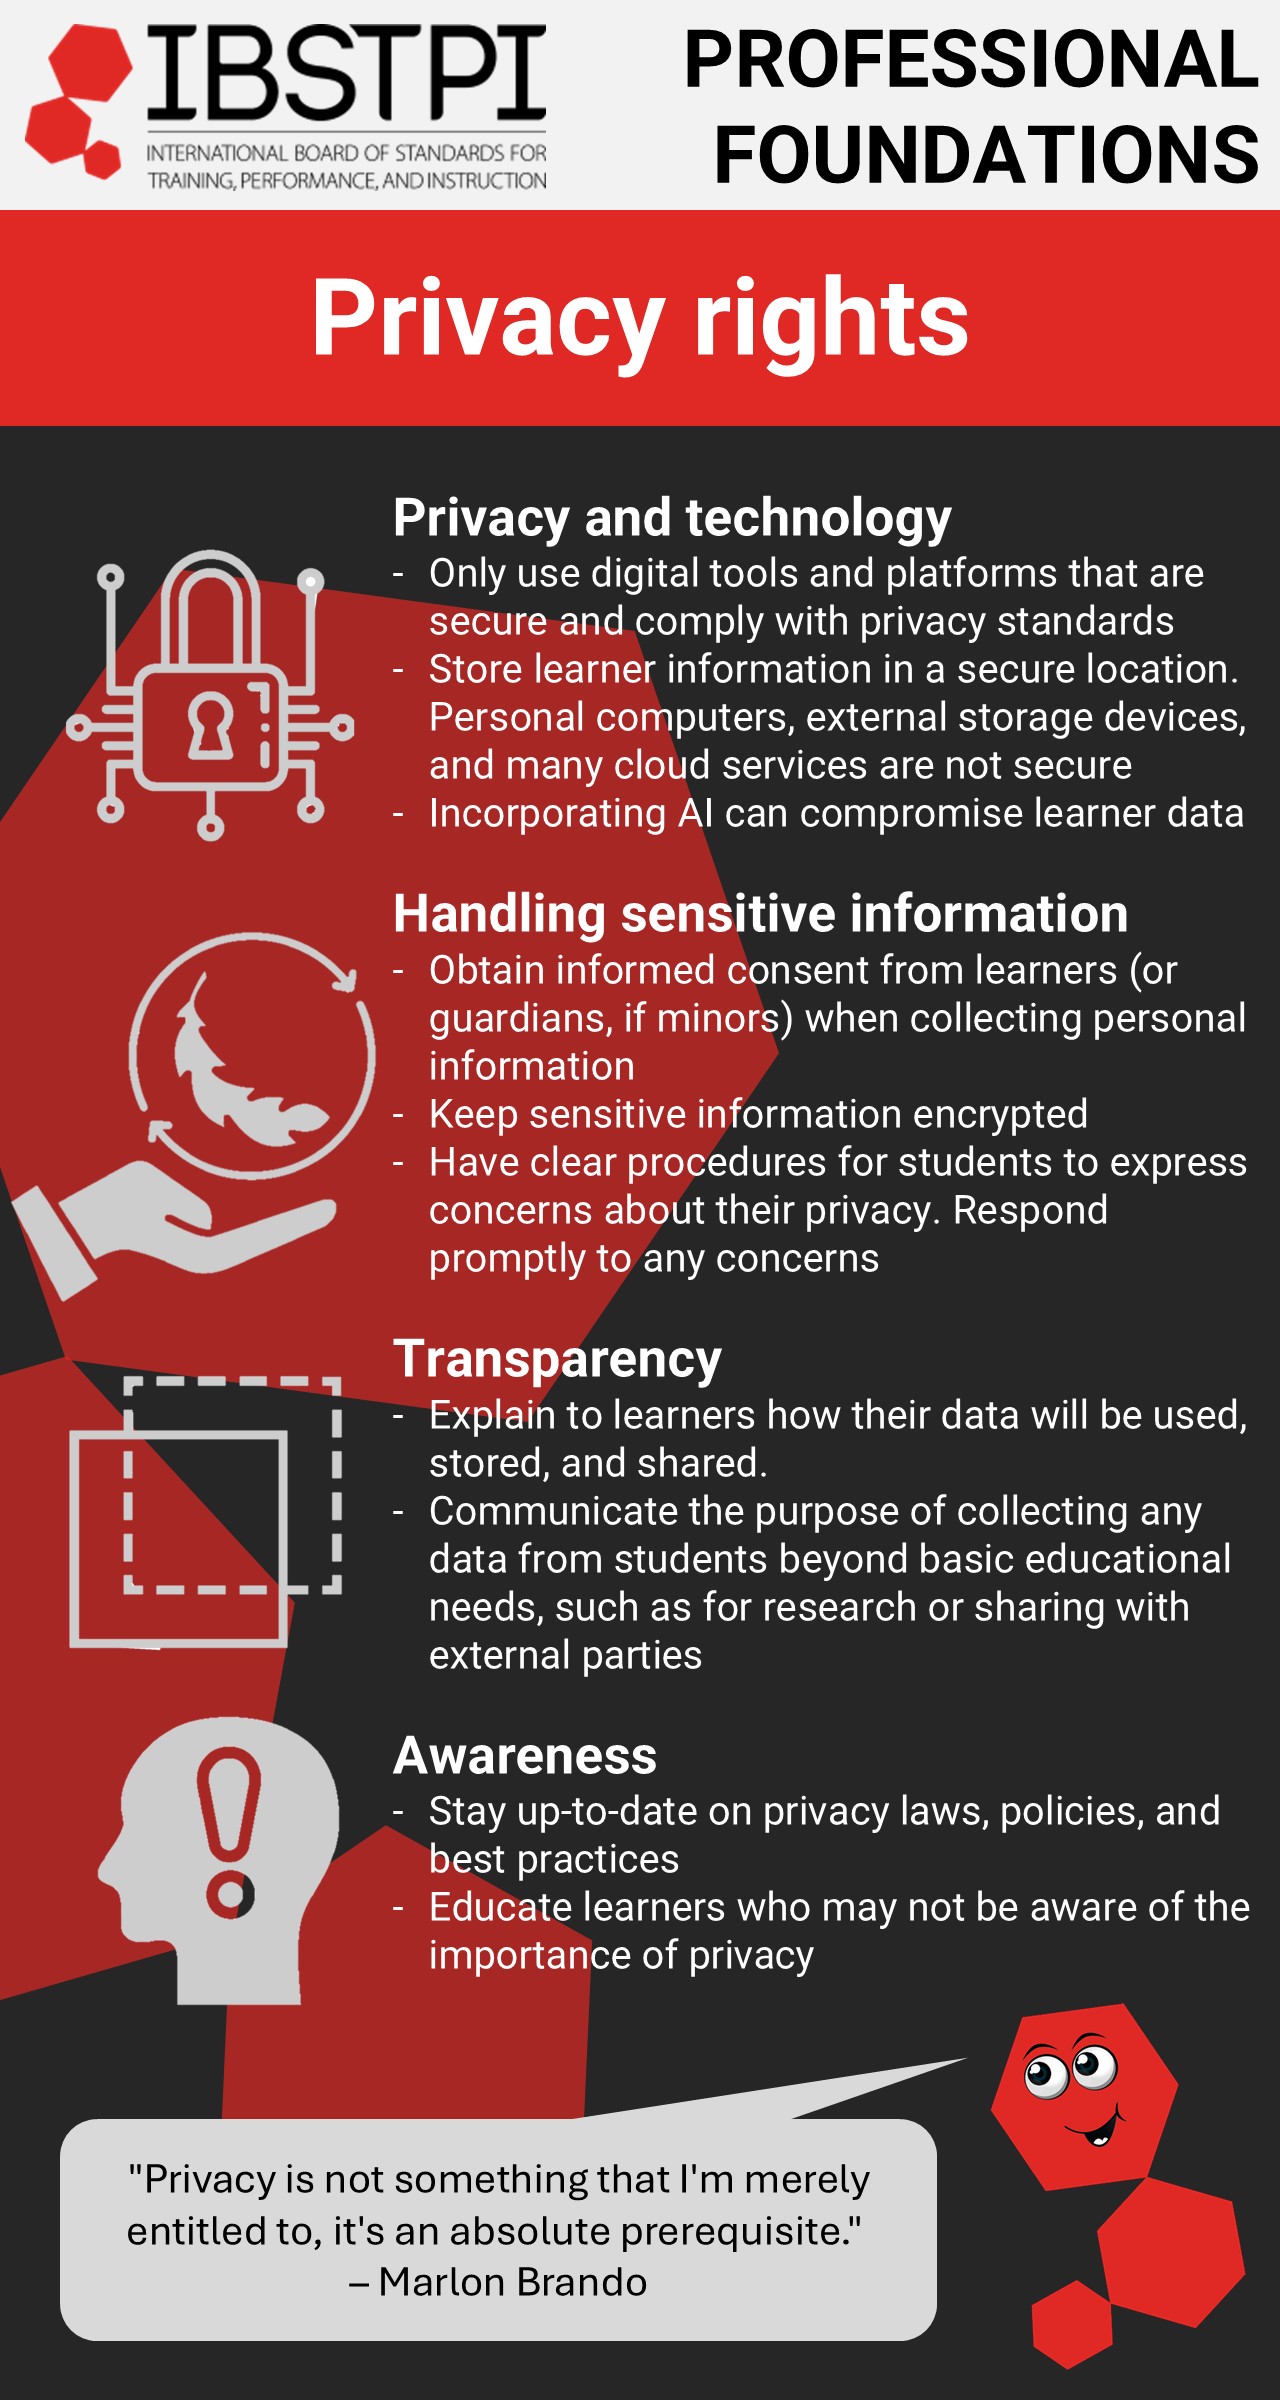 IBSTPI
INTERNATIONAL BOARD OF STANDARDS FOR
TRAINING, PERFORMANCE, AND INSTRUCTION
PROFESSIONAL
FOUNDATIONS
Privacy rights
Privacy and technology
- Only use digital tools and platforms that are
secure and comply with privacy standards
- Store learner information in a secure location.
Personal computers, external storage devices,
and many cloud services are not secure
- Incorporating AI can compromise learner data
Handling sensitive information
- Obtain informed consent from learners (or
guardians, if minors) when collecting personal
information
- Keep sensitive information encrypted
- Have clear procedures for students to express
concerns about their privacy. Respond
promptly to any concerns
Transparency
- Explain to learners how their data will be used,
stored, and shared.
- Communicate the purpose of collecting any
data from students beyond basic educational
needs, such as for research or sharing with
external parties
Awareness
- Stay up-to-date on privacy laws, policies, and
best practices
- Educate learners who may not be aware of the
importance of privacy
"Privacy is not something that I'm merely
entitled to, it's an absolute prerequisite."
– Marlon Brando